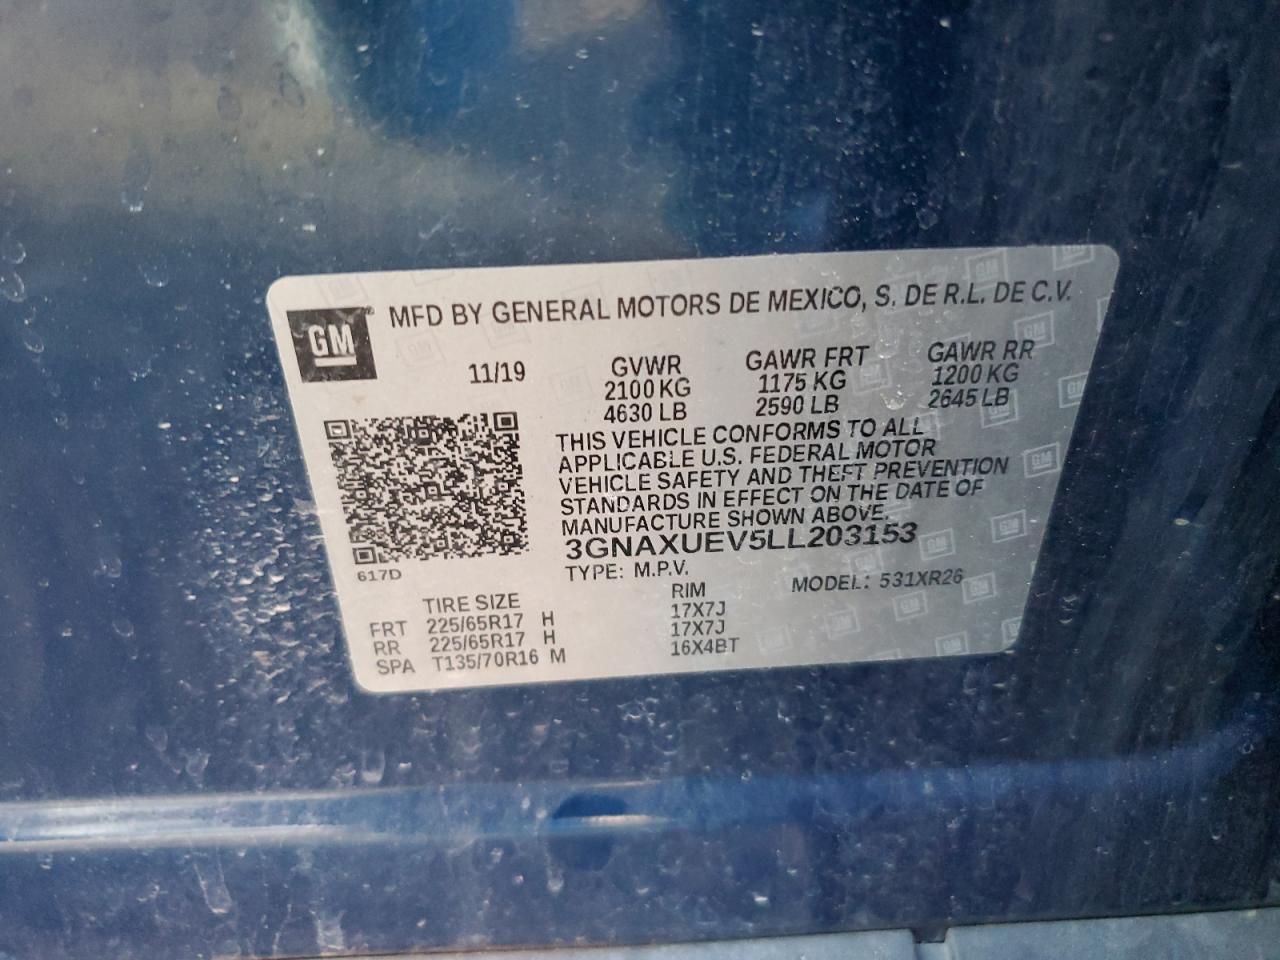 GM
MFD BY GENERAL MOTORS DE MEXICO, S. DE R.L. DE C.V.
11/19
GVWR GAWR FRT GAWR RR
2100 KG 1175 KG 1200 KG
4630 LB 2590 LB 2645 LB
THIS VEHICLE CONFORMS TO ALL
APPLICABLE U.S. FEDERAL MOTOR
VEHICLE SAFETY AND THEFT PREVENTION
STANDARDS IN EFFECT ON THE DATE OF
MANUFACTURE SHOWN ABOVE.
3GNAXUEV5LL203153
617D
TYPE: M.P.V. MODEL: 531XR26
TIRE SIZE RIM
FRT 225/65R17 H 17X7J
RR 225/65R17 H 17X7J
SPA T135/70R16 M 16X4BT